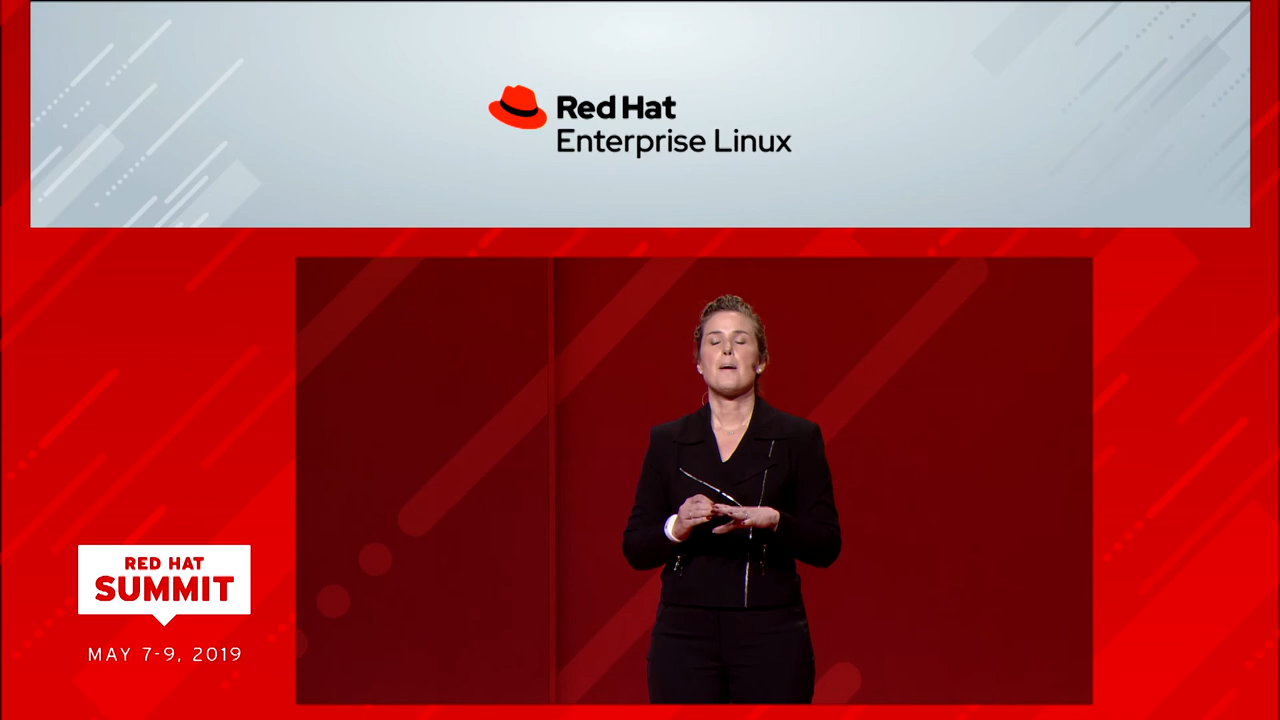 Red Hat
Enterprise Linux
RED HAT
SUMMIT
MAY 7-9, 2019